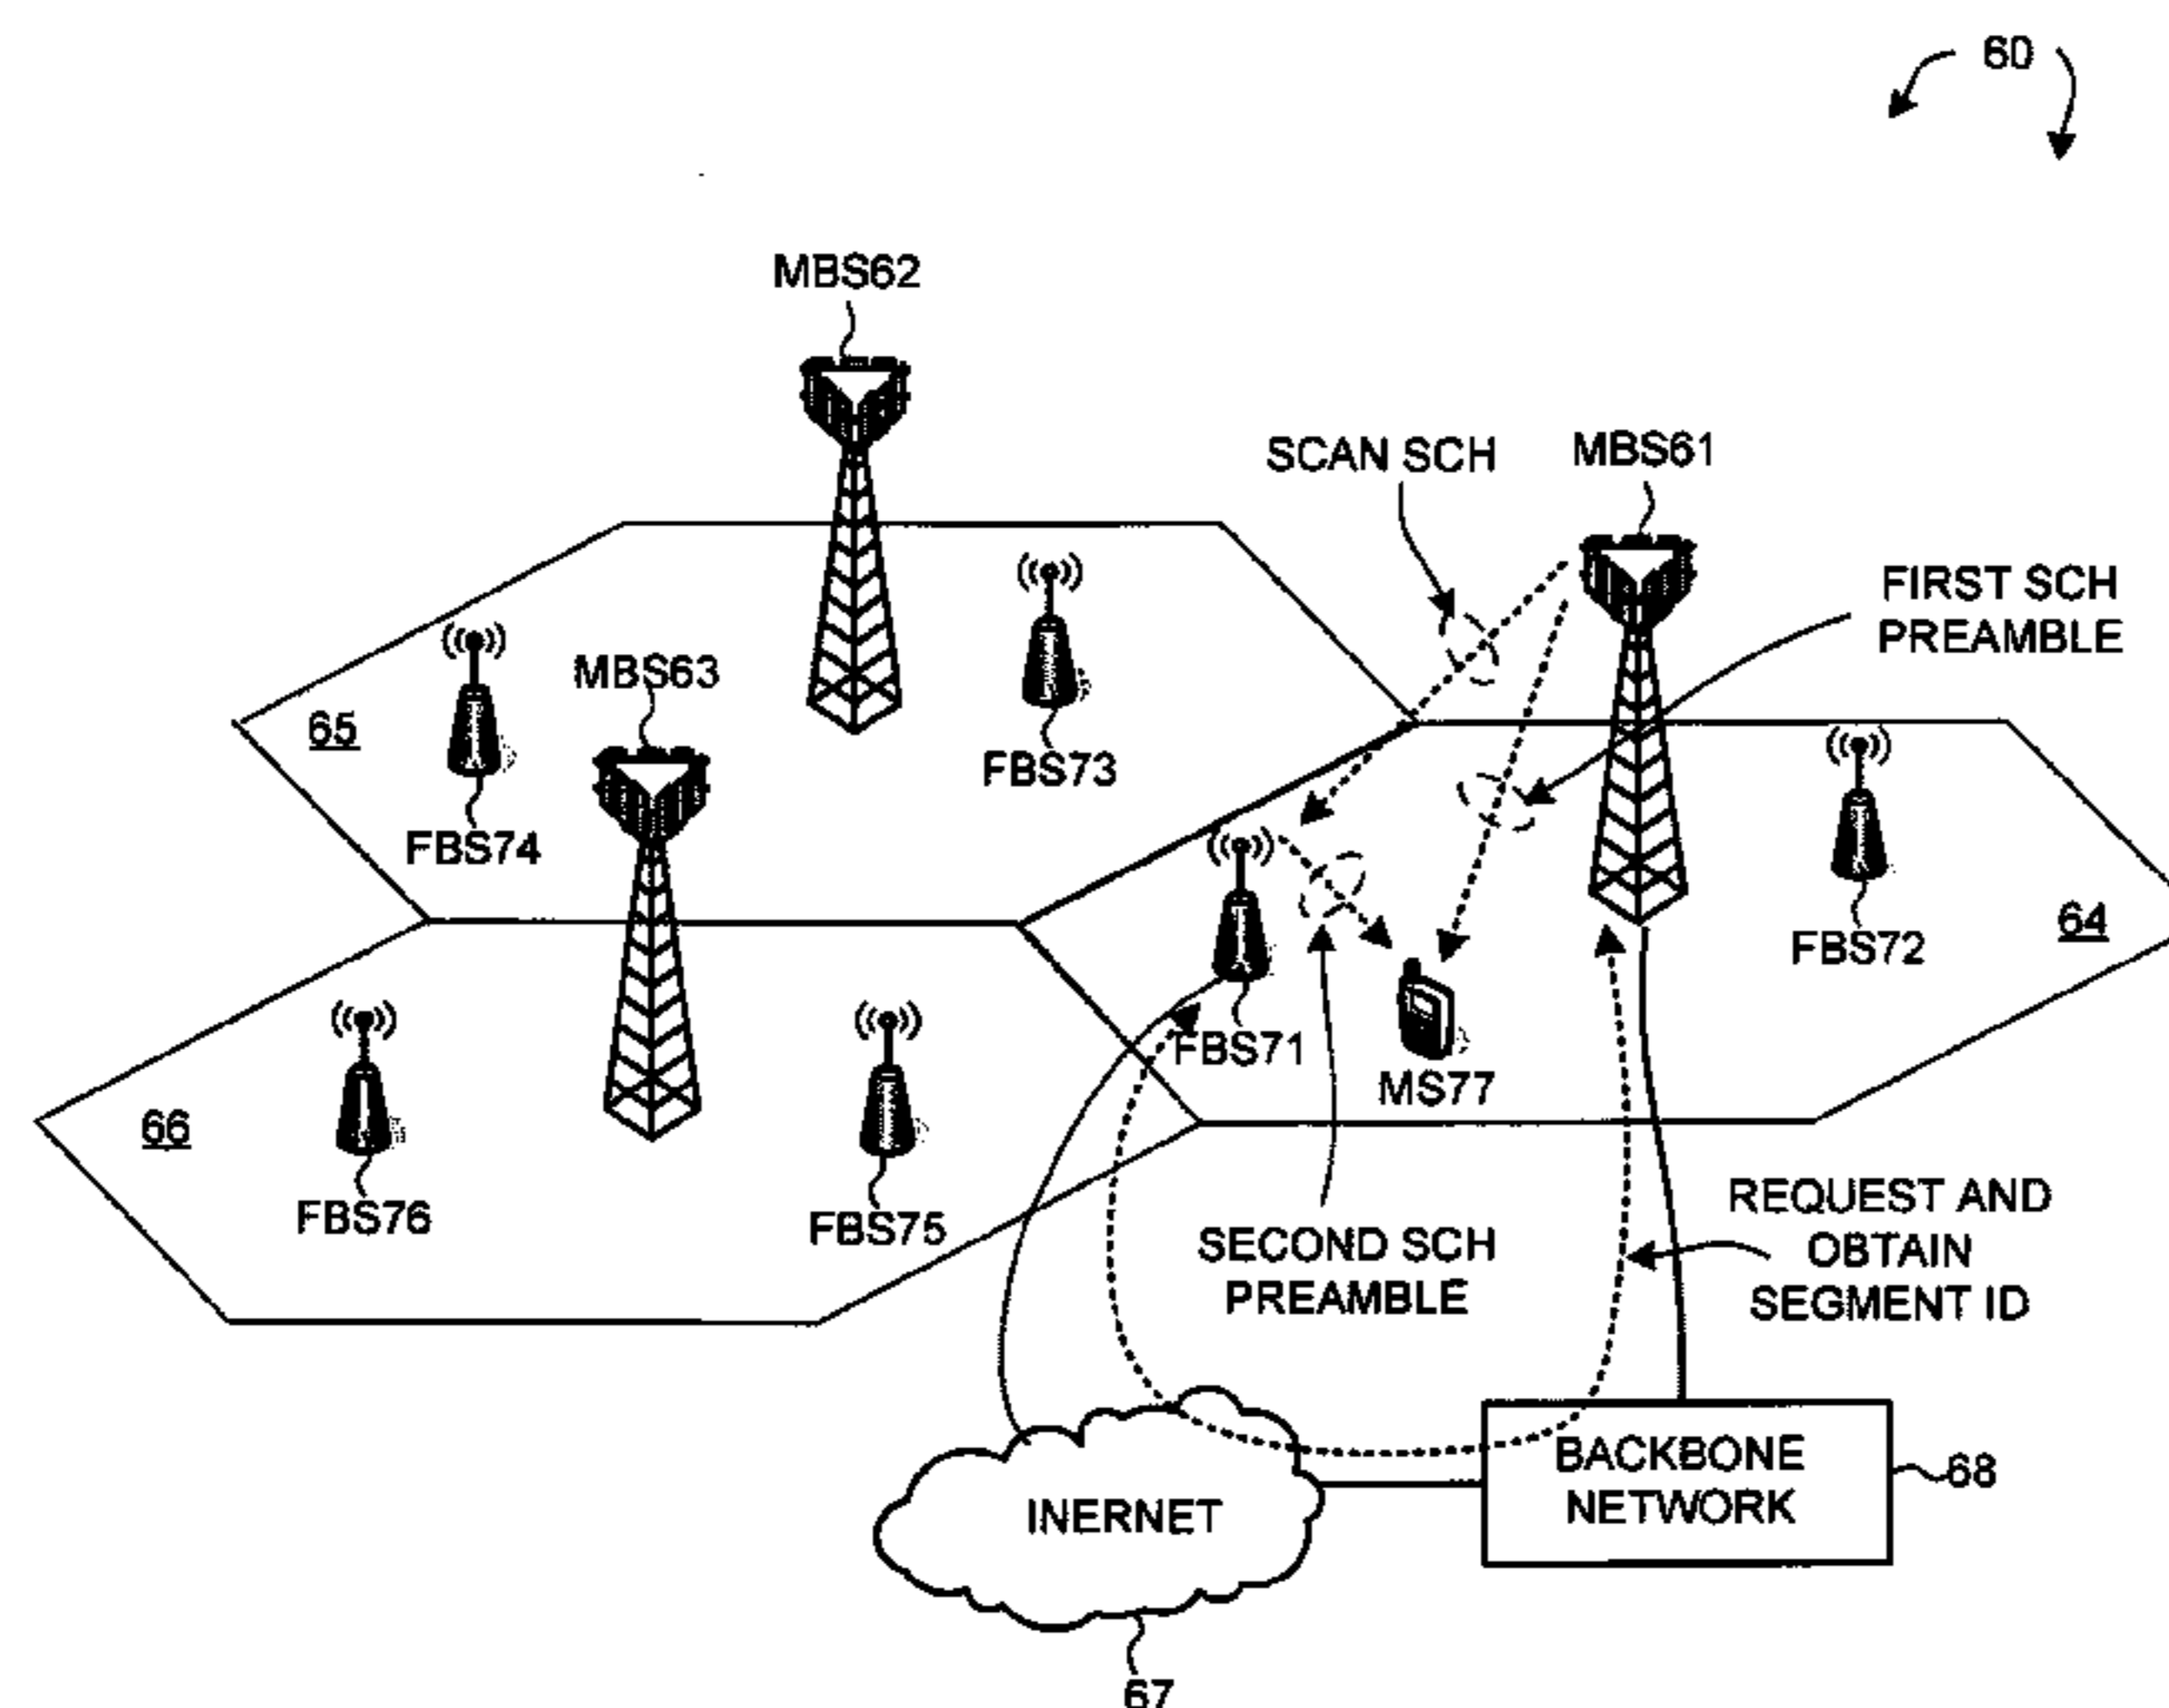 60
MBS62
SCAN SCH
MBS61
FIRST SCH
PREAMBLE
MBS63
65
FBS73
FBS74
64
FBS72
FBS71
MS77
66
FBS76
FBS75
SECOND SCH
PREAMBLE
REQUEST AND
OBTAIN
SEGMENT ID
INERNET
BACKBONE
NETWORK
68
67